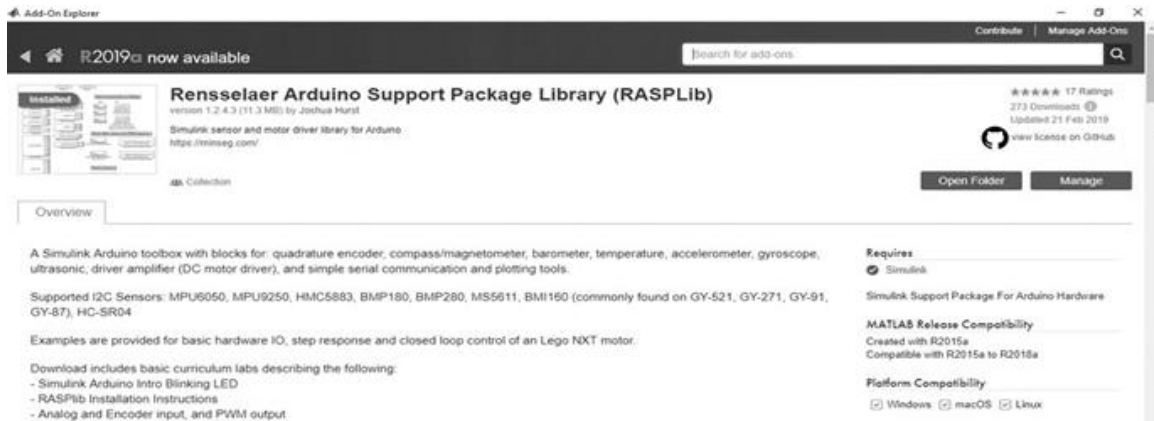 Add-On Explorer
Contribute | Manage Add-Ons
R2019a now available
Search for add-ons
Installed
Rensselaer Arduino Support Package Library (RASPLib)
version 1.2.4.3 (11.3 MB) by Joshua Hurst
Simulink sensor and motor driver library for Arduino
https://minseg.com/
Collection
17 Ratings
273 Downloads
Updated 21 Feb 2019
view license on GitHub
Open Folder
Manage
Overview
A Simulink Arduino toolbox with blocks for: quadrature encoder, compass/magnetometer, barometer, temperature, accelerometer, gyroscope,
ultrasonic, driver amplifier (DC motor driver), and simple serial communication and plotting tools.
Supported I2C Sensors: MPU6050, MPU9250, HMC5883, BMP180, BMP280, MS5611, BMI160 (commonly found on GY-521, GY-271, GY-91,
GY-87), HC-SR04
Examples are provided for basic hardware IO, step response and closed loop control of an Lego NXT motor.
Download includes basic curriculum labs describing the following:
- Simulink Arduino Intro Blinking LED
- RASPlib Installation Instructions
- Analog and Encoder input, and PWM output
Requires
Simulink
Simulink Support Package For Arduino Hardware
MATLAB Release Compatibility
Created with R2015a
Compatible with R2015a to R2018a
Platform Compatibility
Windows macOS Linux